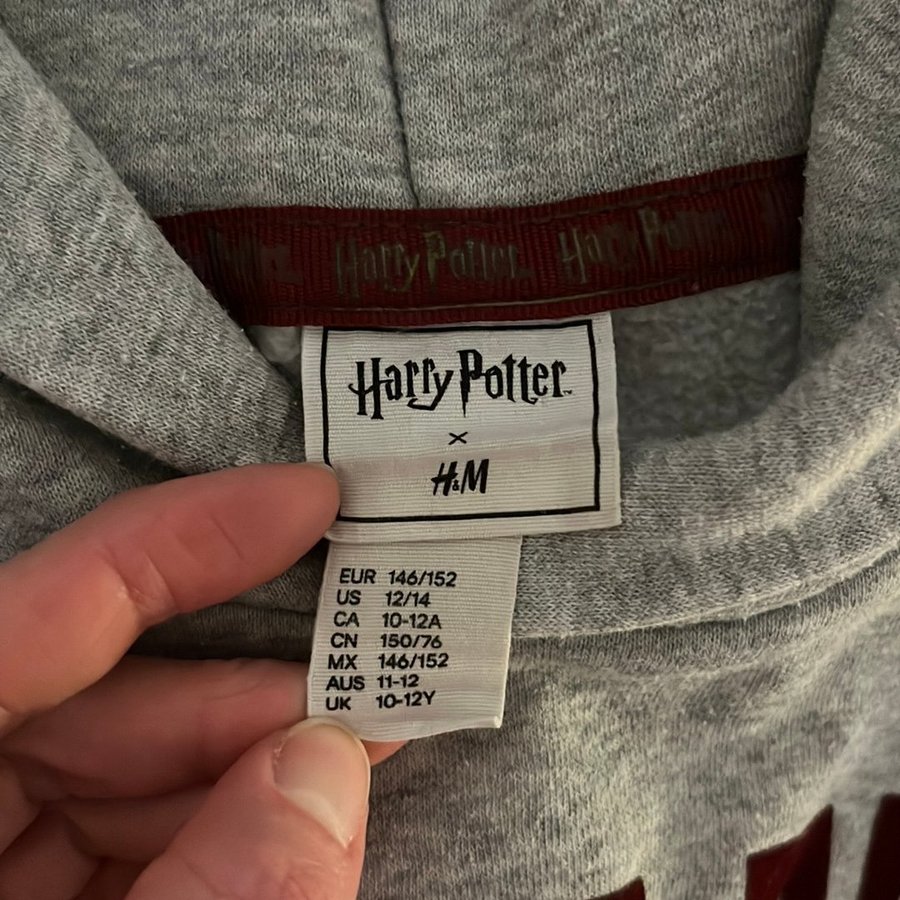 Harry Potter Harry Potter
Harry Potter™
×
H&M
EUR 146/152
US 12/14
CA 10-12A
CN 150/76
MX 146/152
AUS 11-12
UK 10-12Y